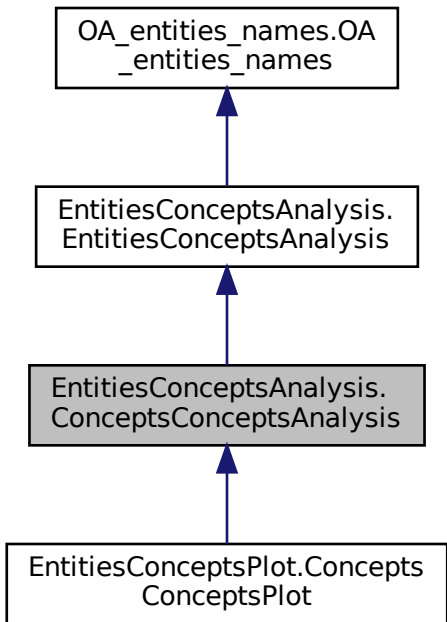 OA_entities_names.OA
_entities_names
EntitiesConceptsAnalysis.
EntitiesConceptsAnalysis
EntitiesConceptsAnalysis.
ConceptsConceptsAnalysis
EntitiesConceptsPlot.Concepts
ConceptsPlot